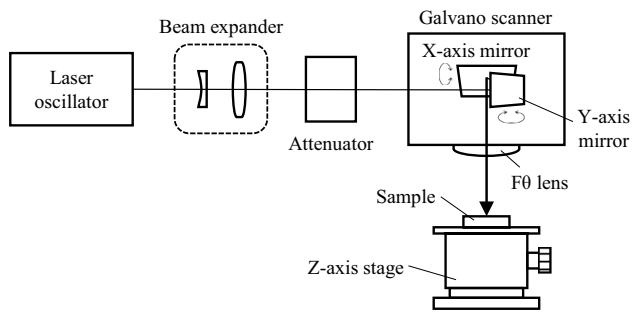 Galvano scanner
Beam expander
X-axis mirror
Laser
oscillator
Attenuator
Y-axis
mirror
Fθ lens
Sample
Z-axis stage